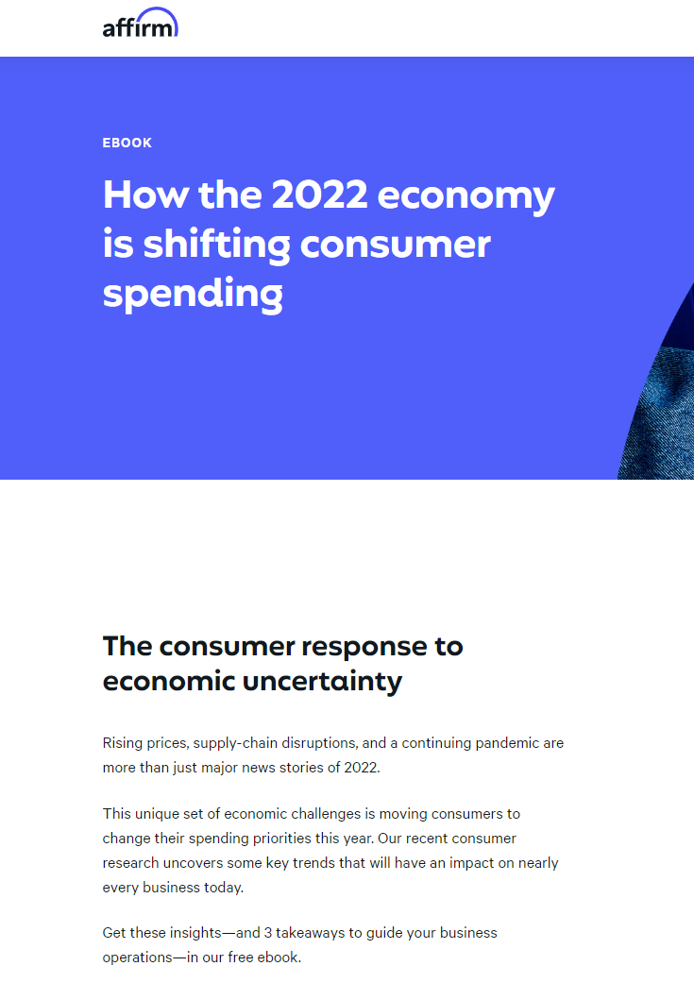 affirm
EBOOK
How the 2022 economy
is shifting consumer
spending
The consumer response to
economic uncertainty
Rising prices, supply-chain disruptions, and a continuing pandemic are
more than just major news stories of 2022.
This unique set of economic challenges is moving consumers to
change their spending priorities this year. Our recent consumer
research uncovers some key trends that will have an impact on nearly
every business today.
Get these insights—and 3 takeaways to guide your business
operations—in our free ebook.